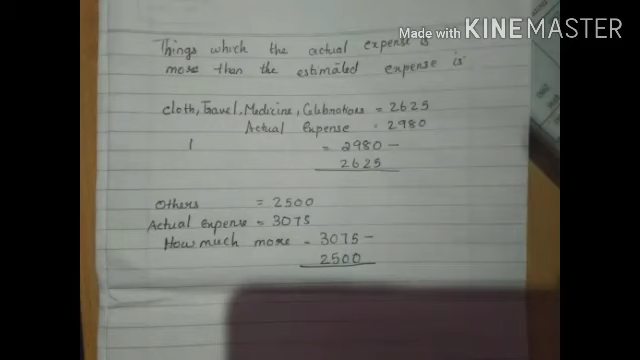 Made with KINEMASTER
Things which the actual expense is
more than the estimated expense is
cloth, Travel, Medicine, Celebrations = 2625
Actual Expense = 2980
= 2980 -
2625
Others = 2500
Actual expense = 3075
How much more = 3075 -
2500